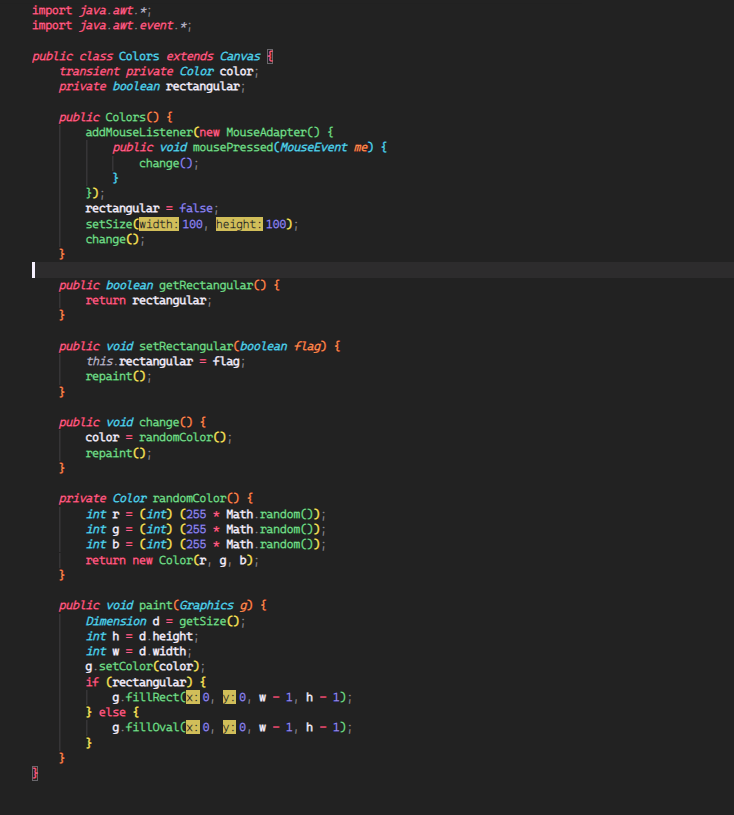 import java.awt.*;
import java.awt.event.*;

public class Colors extends Canvas {
    transient private Color color;
    private boolean rectangular;

    public Colors() {
        addMouseListener(new MouseAdapter() {
            public void mousePressed(MouseEvent me) {
                change();
            }
        });
        rectangular = false;
        setSize(width: 100, height: 100);
        change();
    }

    public boolean getRectangular() {
        return rectangular;
    }

    public void setRectangular(boolean flag) {
        this.rectangular = flag;
        repaint();
    }

    public void change() {
        color = randomColor();
        repaint();
    }

    private Color randomColor() {
        int r = (int) (255 * Math.random());
        int g = (int) (255 * Math.random());
        int b = (int) (255 * Math.random());
        return new Color(r, g, b);
    }

    public void paint(Graphics g) {
        Dimension d = getSize();
        int h = d.height;
        int w = d.width;
        g.setColor(color);
        if (rectangular) {
            g.fillRect(x: 0, y: 0, w - 1, h - 1);
        } else {
            g.fillOval(x: 0, y: 0, w - 1, h - 1);
        }
    }
}